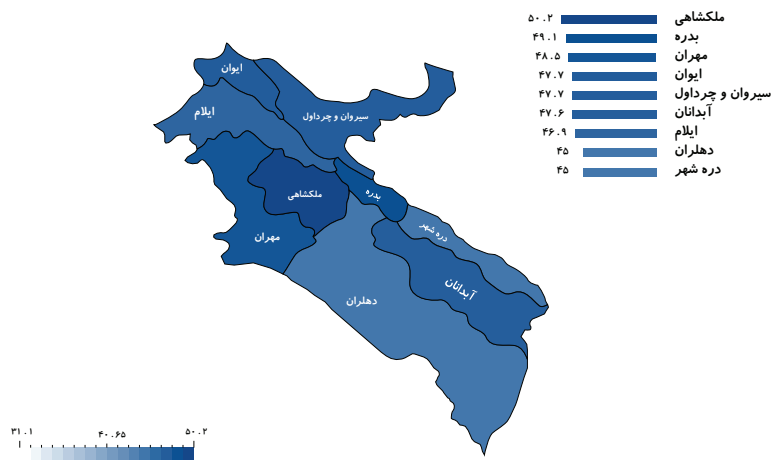 ملکشاهی ۵۰.۲
بدره ۴۹.۱
مهران ۴۸.۵
ایوان ۴۷.۷
سیروان و چرداول ۴۷.۷
آبدانان ۴۷.۶
ایلام ۴۶.۹
دهلران ۴۵
دره شهر ۴۵
ایوان
ایلام
سیروان و چرداول
ملکشاهی
بدره
مهران
دره شهر
آبدانان
دهلران
۳۱.۱ ۴۰.۶۵ ۵۰.۲